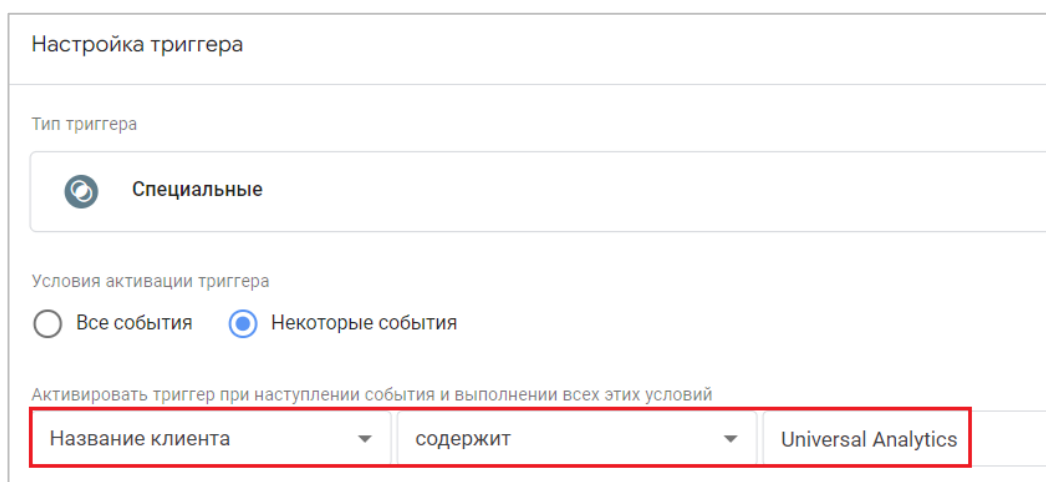 Настройка триггера
Тип триггера
Специальные
Условия активации триггера
Все события Некоторые события
Активировать триггер при наступлении события и выполнении всех этих условий
Название клиента содержит Universal Analytics